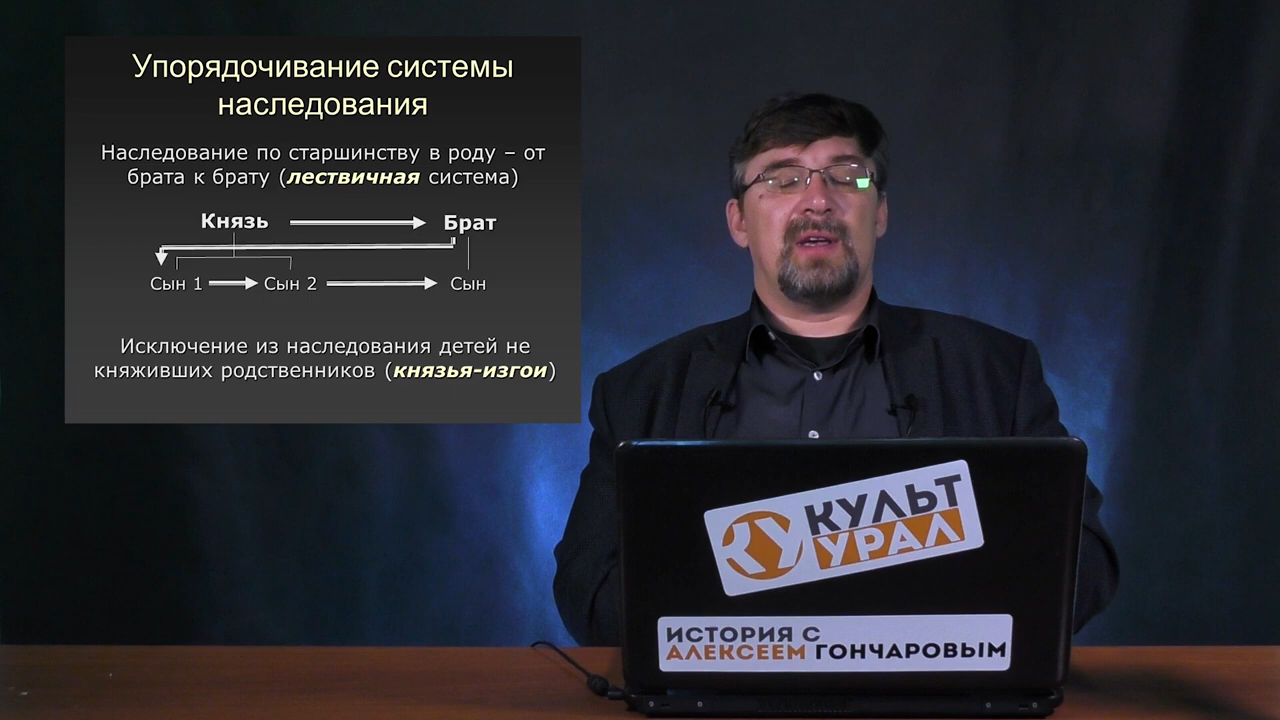 Упорядочивание системы
наследования
Наследование по старшинству в роду – от
брата к брату (лествичная система)
Князь Брат
Сын 1 Сын 2 Сын
Исключение из наследования детей не
княживших родственников (князья-изгои)
КУ КУЛЬТ
УРАЛ
ИСТОРИЯ С
АЛЕКСЕЕМ ГОНЧАРОВЫМ